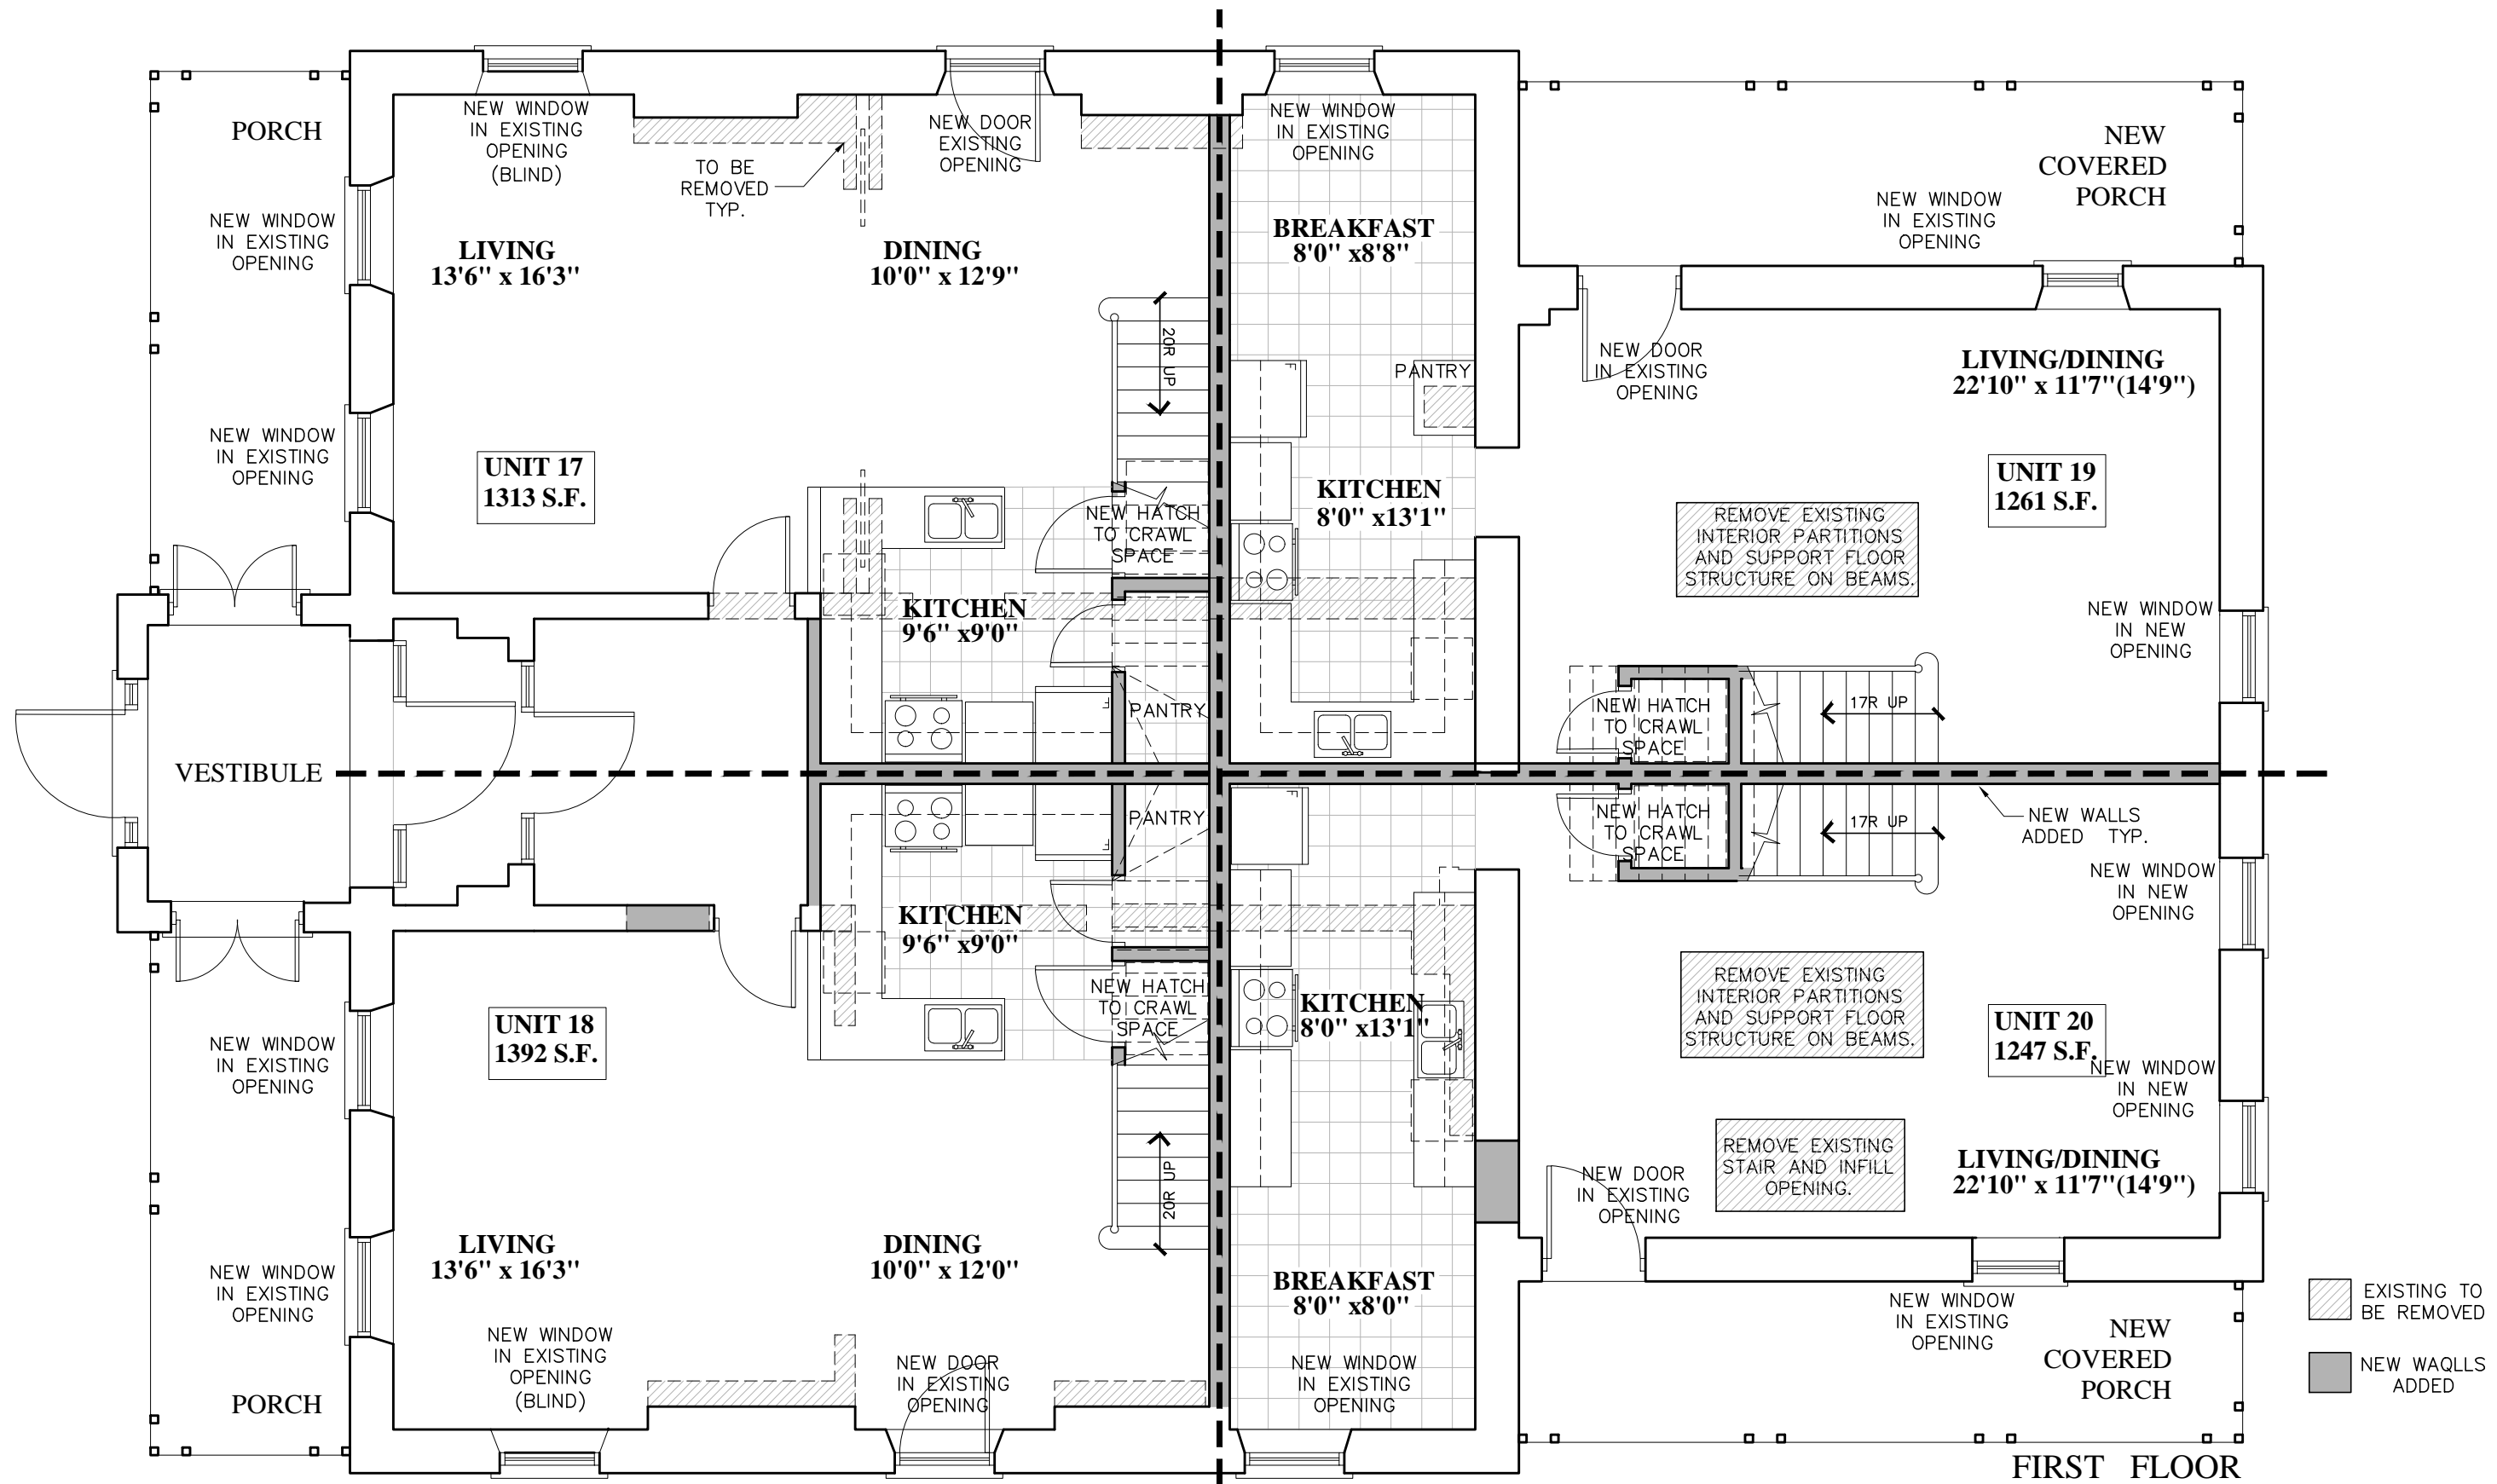 PORCH
NEW WINDOW
IN EXISTING
OPENING
(BLIND)
TO BE
REMOVED
TYP.
NEW DOOR
EXISTING
OPENING
NEW WINDOW
IN EXISTING
OPENING
NEW
COVERED
PORCH
NEW WINDOW
IN EXISTING
OPENING
NEW WINDOW
IN EXISTING
OPENING
LIVING
13'6" x 16'3"
DINING
10'0" x 12'9"
BREAKFAST
8'0" x8'8"
20R UP
PANTRY
NEW DOOR
IN EXISTING
OPENING
LIVING/DINING
22'10" x 11'7"(14'9")
NEW WINDOW
IN EXISTING
OPENING
UNIT 17
1313 S.F.
NEW HATCH
TO CRAWL
SPACE
KITCHEN
8'0" x13'1"
UNIT 19
1261 S.F.
REMOVE EXISTING
INTERIOR PARTITIONS
AND SUPPORT FLOOR
STRUCTURE ON BEAMS.
KITCHEN
9'6" x9'0"
NEW WINDOW
IN NEW
OPENING
PANTRY
NEW HATCH
TO CRAWL
SPACE
17R UP
VESTIBULE
PANTRY
NEW HATCH
TO CRAWL
SPACE
17R UP
NEW WALLS
ADDED TYP.
NEW WINDOW
IN NEW
OPENING
KITCHEN
9'6" x9'0"
NEW HATCH
TO CRAWL
SPACE
KITCHEN
8'0" x13'1"
REMOVE EXISTING
INTERIOR PARTITIONS
AND SUPPORT FLOOR
STRUCTURE ON BEAMS.
UNIT 20
1247 S.F.
NEW WINDOW
IN NEW
OPENING
NEW WINDOW
IN EXISTING
OPENING
UNIT 18
1392 S.F.
20R UP
REMOVE EXISTING
STAIR AND INFILL
OPENING.
NEW DOOR
IN EXISTING
OPENING
LIVING/DINING
22'10" x 11'7"(14'9")
NEW WINDOW
IN EXISTING
OPENING
LIVING
13'6" x 16'3"
DINING
10'0" x 12'0"
BREAKFAST
8'0" x8'0"
NEW WINDOW
IN EXISTING
OPENING
EXISTING TO
BE REMOVED
NEW WINDOW
IN EXISTING
OPENING
(BLIND)
NEW DOOR
IN EXISTING
OPENING
NEW WINDOW
IN EXISTING
OPENING
NEW
COVERED
PORCH
NEW WAQLLS
ADDED
PORCH
FIRST FLOOR